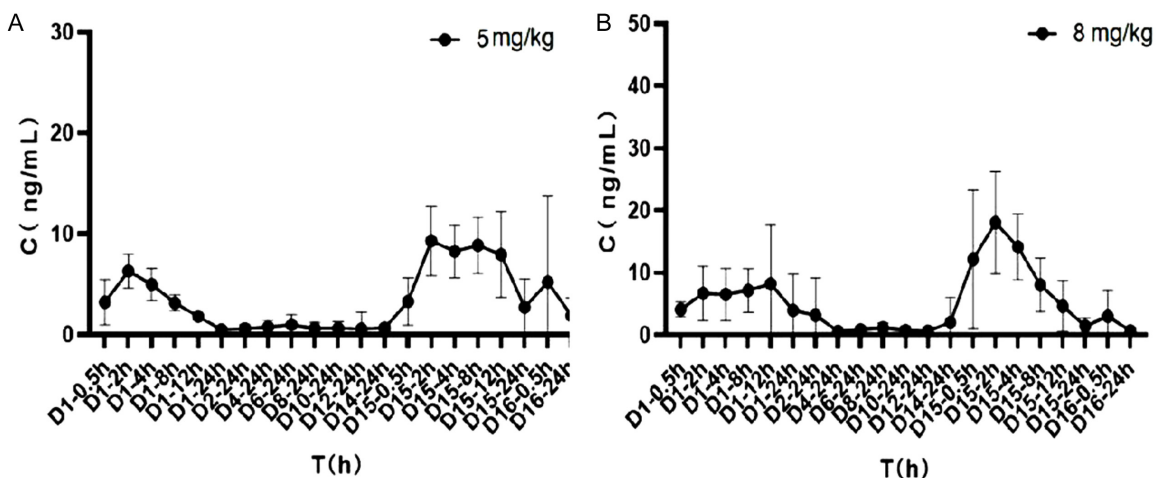 A
30
20
10
0
C ( ng/mL)
5 mg/kg
D1-0.5h
D1-2h
D1-4h
D1-8h
D1-12h
D1-24h
D2-24h
D4-24h
D6-24h
D8-24h
D10-24h
D12-24h
D14-24h
D15-0.5h
D15-2h
D15-4h
D15-8h
D15-12h
D15-24h
D16-0.5h
D16-24h
T(h)
B
50
40
30
20
10
0
C ( ng/mL)
8 mg/kg
D1-0.5h
D1-2h
D1-4h
D1-8h
D1-12h
D1-24h
D2-24h
D4-24h
D6-24h
D8-24h
D10-24h
D12-24h
D14-24h
D15-0.5h
D15-2h
D15-4h
D15-8h
D15-12h
D15-24h
D16-0.5h
D16-24h
T(h)